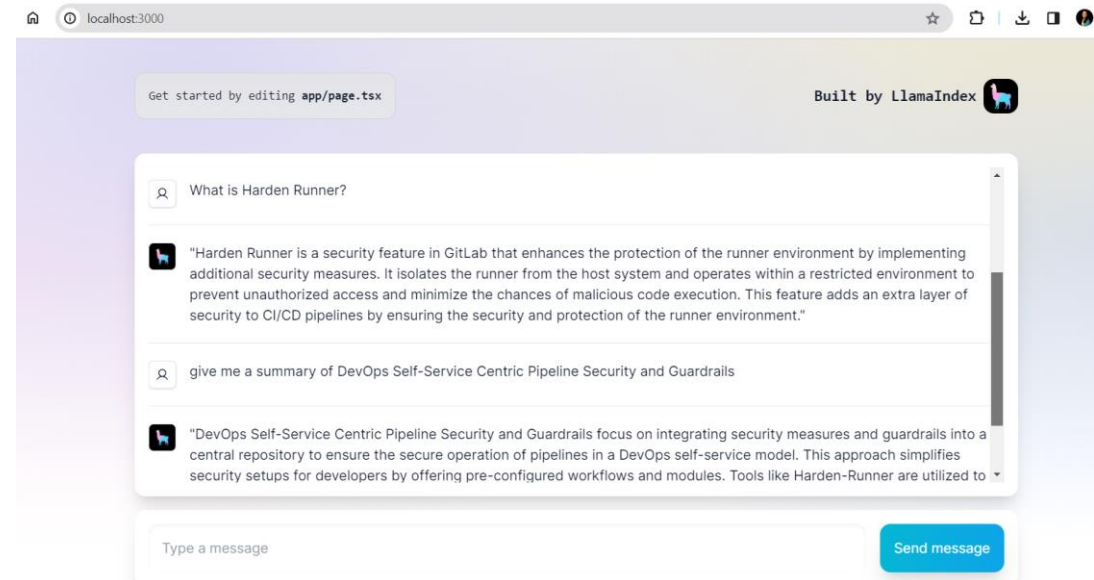 localhost:3000
Get started by editing app/page.tsx
Built by LlamaIndex
What is Harden Runner?
"Harden Runner is a security feature in GitLab that enhances the protection of the runner environment by implementing
additional security measures. It isolates the runner from the host system and operates within a restricted environment to
prevent unauthorized access and minimize the chances of malicious code execution. This feature adds an extra layer of
security to CI/CD pipelines by ensuring the security and protection of the runner environment."
give me a summary of DevOps Self-Service Centric Pipeline Security and Guardrails
"DevOps Self-Service Centric Pipeline Security and Guardrails focus on integrating security measures and guardrails into a
central repository to ensure the secure operation of pipelines in a DevOps self-service model. This approach simplifies
security setups for developers by offering pre-configured workflows and modules. Tools like Harden-Runner are utilized to
Type a message
Send message